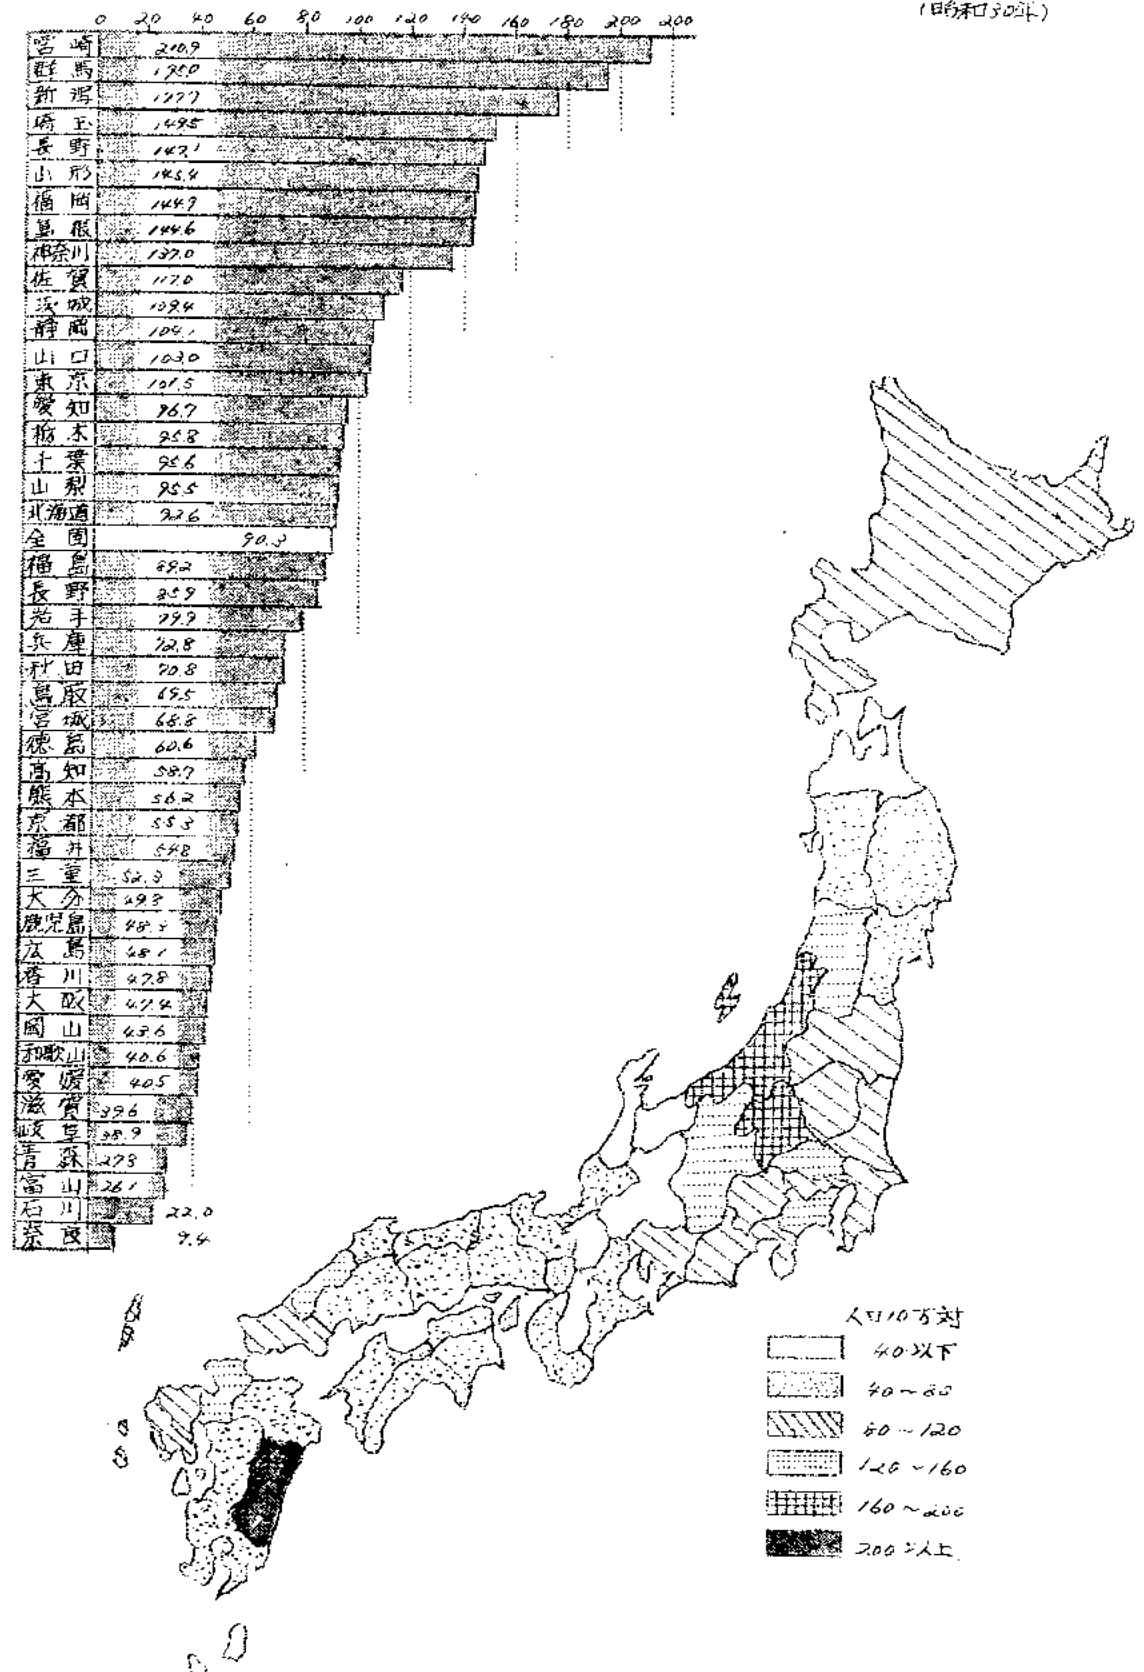 (昭和30年)
0 20 40 60 80 100 120 140 160 180 200 200
宮崎 210.9
群馬 195.0
新潟 177.7
埼玉 149.5
長野 147.1
山形 145.4
福岡 144.7
島根 144.6
神奈川 137.0
佐賀 117.0
茨城 109.4
静岡 104.1
山口 103.0
東京 101.5
愛知 96.7
栃木 95.8
千葉 95.6
山梨 95.5
北海道 92.6
全国 90.3
福島 89.2
長野 85.9
岩手 79.9
兵庫 72.8
秋田 70.8
鳥取 69.5
宮城 68.8
徳島 60.6
高知 58.7
熊本 56.2
京都 55.3
福井 54.8
三重 52.3
大分 49.3
鹿児島 48.3
広島 48.1
香川 47.8
大阪 47.4
岡山 43.6
和歌山 40.6
愛媛 40.5
滋賀 39.6
岐阜 38.9
青森 27.3
富山 26.1
石川 22.0
奈良 9.4
人口10万対
40以下
40~80
80~120
120~160
160~200
200以上